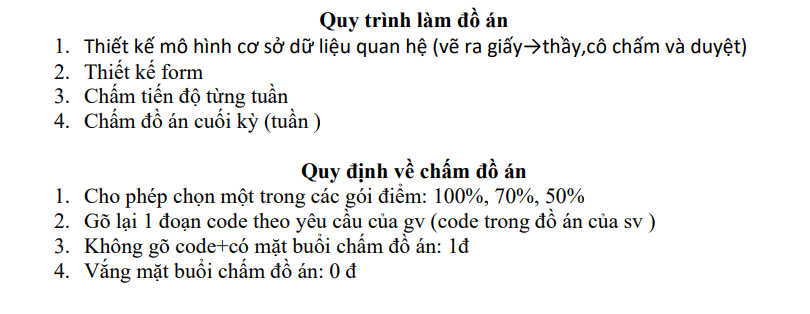 Quy trình làm đồ án
1. Thiết kế mô hình cơ sở dữ liệu quan hệ (vẽ ra giấy→thầy,cô chấm và duyệt)
2. Thiết kế form
3. Chấm tiến độ từng tuần
4. Chấm đồ án cuối kỳ (tuần )
Quy định về chấm đồ án
1. Cho phép chọn một trong các gói điểm: 100%, 70%, 50%
2. Gõ lại 1 đoạn code theo yêu cầu của gv (code trong đồ án của sv )
3. Không gõ code+có mặt buổi chấm đồ án: 1đ
4. Vắng mặt buổi chấm đồ án: 0 đ